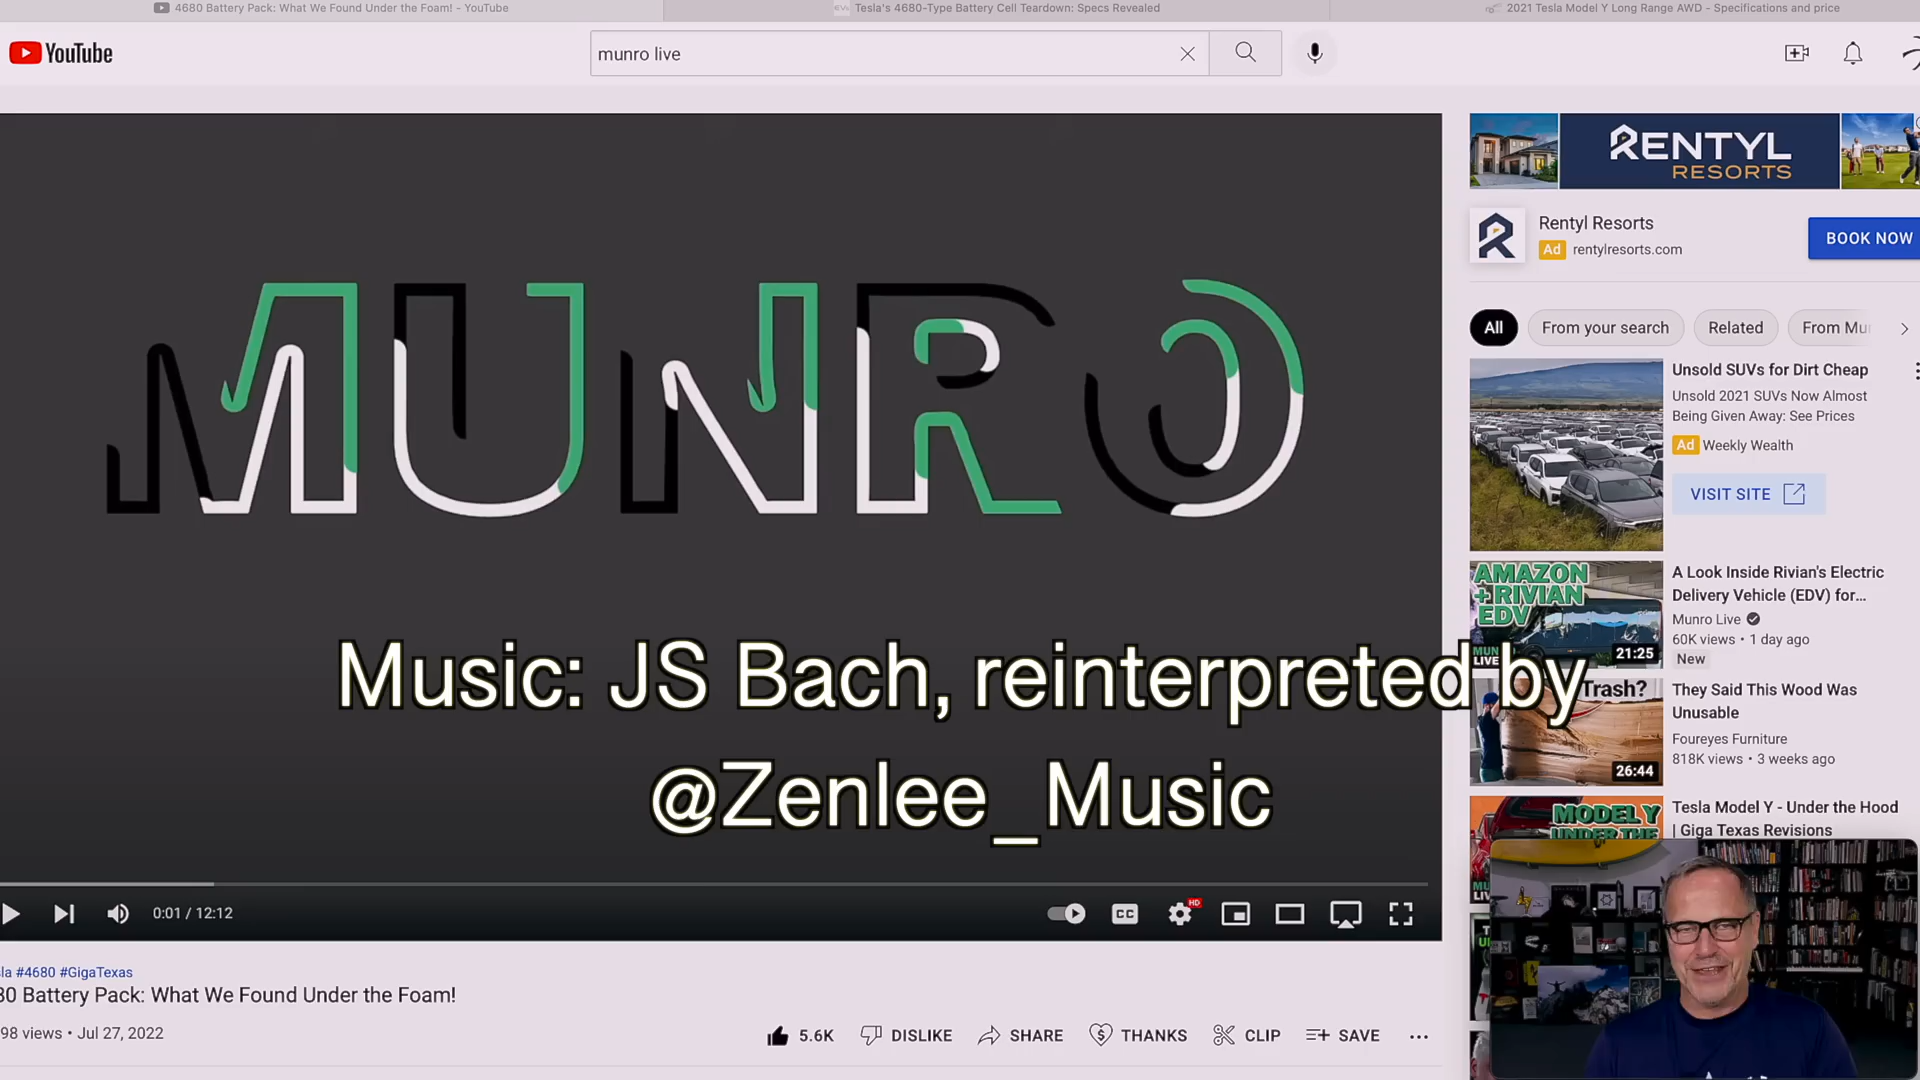 4680 Battery Pack: What We Found Under the Foam! - YouTube
Tesla's 4680-Type Battery Cell Teardown: Specs Revealed
2021 Tesla Model Y Long Range AWD - Specifications and price
YouTube
munro live
MUNRO
Music: JS Bach, reinterpreted by
@Zenlee_Music
0:01 / 12:12
CC
HD
la #4680 #GigaTexas
80 Battery Pack: What We Found Under the Foam!
98 views • Jul 27, 2022
5.6K
DISLIKE
SHARE
THANKS
CLIP
SAVE
RENTYL
RESORTS
Rentyl Resorts
Ad rentylresorts.com
BOOK NOW
All
From your search
Related
From Mu
Unsold SUVs for Dirt Cheap
Unsold 2021 SUVs Now Almost
Being Given Away: See Prices
Ad Weekly Wealth
VISIT SITE
AMAZON
+ RIVIAN
EDV
MUN
LIVE
21:25
A Look Inside Rivian's Electric
Delivery Vehicle (EDV) for...
Munro Live
60K views • 1 day ago
New
Trash?
26:44
They Said This Wood Was
Unusable
Foureyes Furniture
818K views • 3 weeks ago
MODEL Y
UNDER THE
Tesla Model Y - Under the Hood
| Giga Texas Revisions